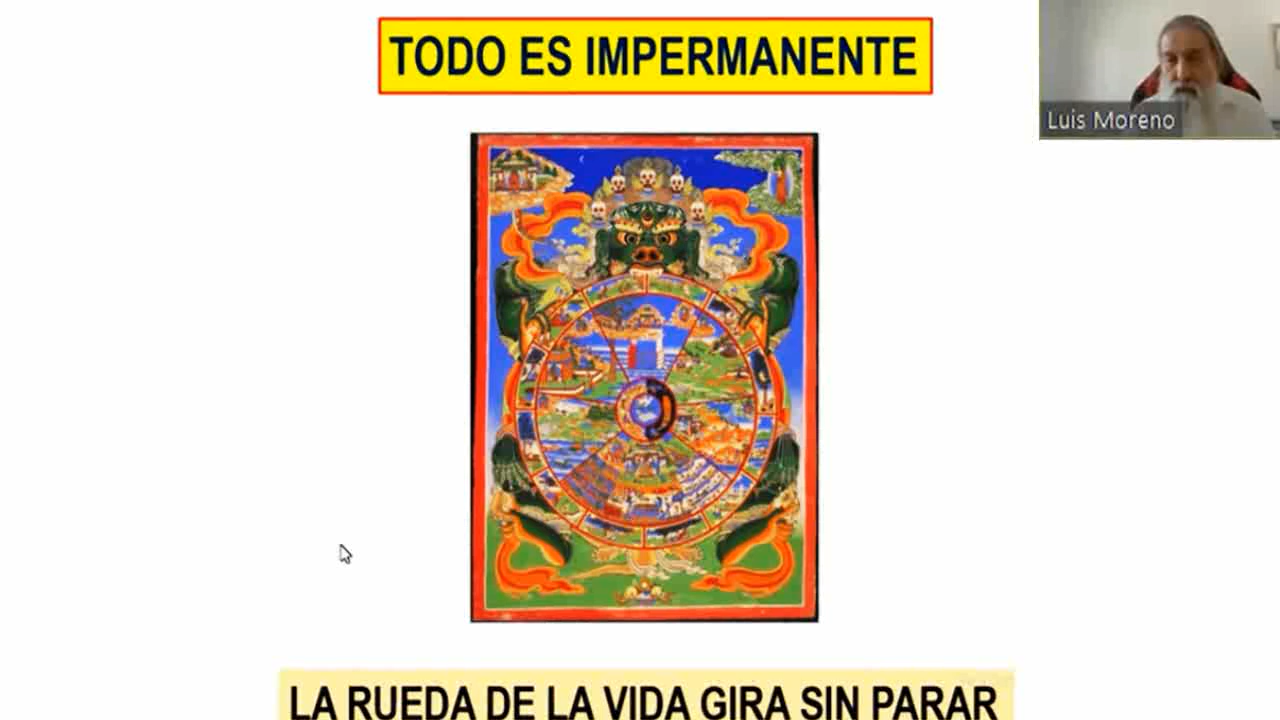 TODO ES IMPERMANENTE
Luis Moreno
LA RUEDA DE LA VIDA GIRA SIN PARAR